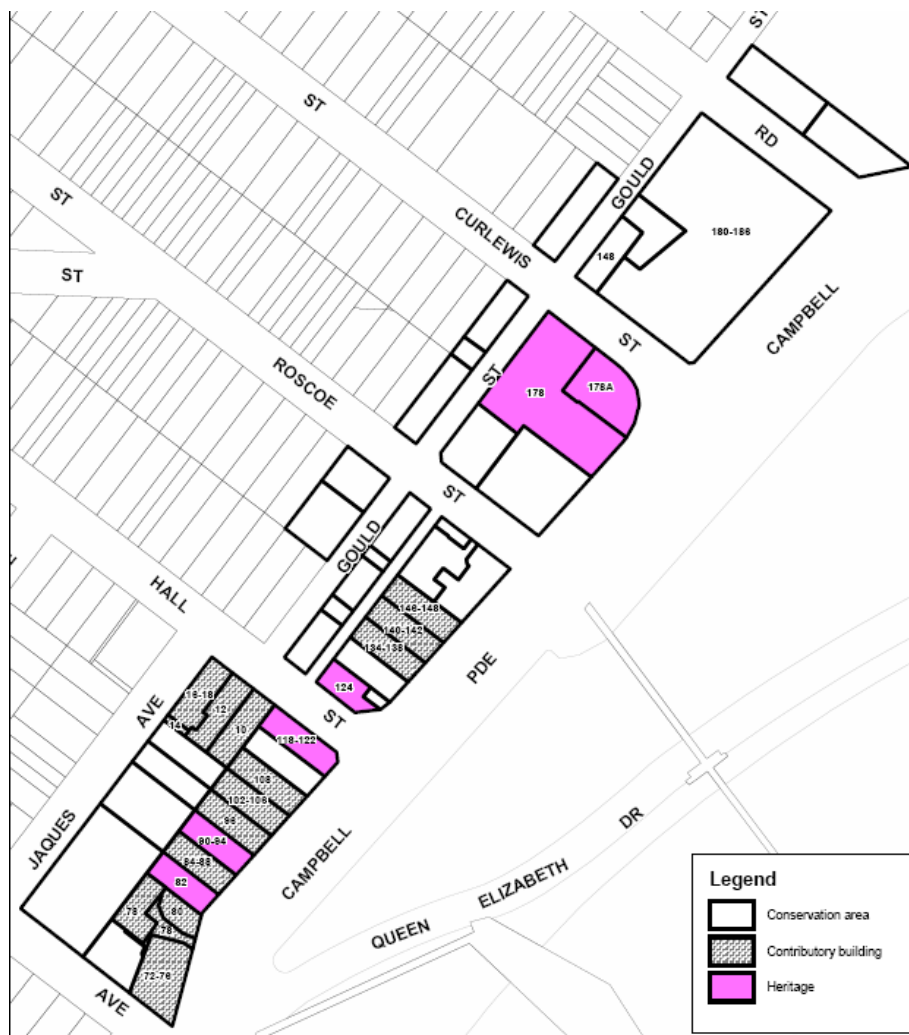 ST
ST
RD
GOULD
180-186
CURLEWIS
148
ST
CAMPBELL
ST
ST
178A
ST
178
ROSCOE
ST
GOULD
HALL
146-148
140-142
134-138
PDE
124
AVE
16-18
12
10
14
ST
118-122
108
102-106
96
90-94
84-88
82
JAQUES
CAMPBELL
78
80
78
72-76
AVE
QUEEN
ELIZABETH
DR
Legend
Conservation area
Contributory building
Heritage